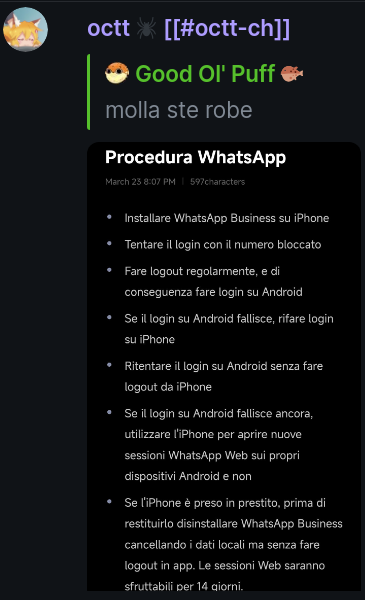 octt 🕷️ [[#octt-ch]]
Good Ol' Puff 🐡
molla ste robe
Procedura WhatsApp
March 23 8:07 PM | 597characters
• Installare WhatsApp Business su iPhone
• Tentare il login con il numero bloccato
• Fare logout regolarmente, e di
conseguenza fare login su Android
• Se il login su Android fallisce, rifare login
su iPhone
• Ritentare il login su Android senza fare
logout da iPhone
• Se il login su Android fallisce ancora,
utilizzare l'iPhone per aprire nuove
sessioni WhatsApp Web sui propri
dispositivi Android e non
• Se l'iPhone è preso in prestito, prima di
restituirlo disinstallare WhatsApp Business
cancellando i dati locali ma senza fare
logout in app. Le sessioni Web saranno
sfruttabili per 14 giorni.